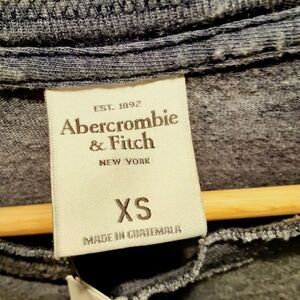 EST. 1892
Abercrombie
& Fitch
NEW YORK
XS
MADE IN GUATEMALA